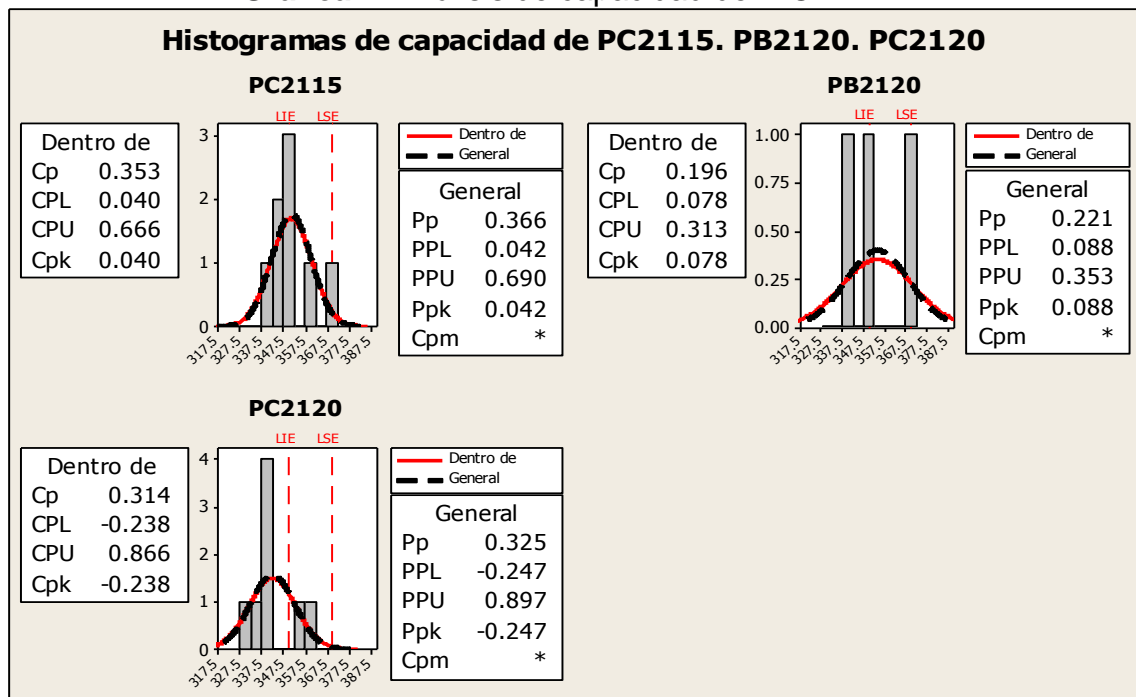 Histogramas de capacidad de PC2115. PB2120. PC2120
PC2115
LIE LSE
Dentro de
Cp 0.353
CPL 0.040
CPU 0.666
Cpk 0.040
3
2
1
0
317.5 327.5 337.5 347.5 357.5 367.5 377.5 387.5
Dentro de
General
General
Pp 0.366
PPL 0.042
PPU 0.690
Ppk 0.042
Cpm *
PB2120
LIE LSE
Dentro de
Cp 0.196
CPL 0.078
CPU 0.313
Cpk 0.078
1.00
0.75
0.50
0.25
0.00
317.5 327.5 337.5 347.5 357.5 367.5 377.5 387.5
Dentro de
General
General
Pp 0.221
PPL 0.088
PPU 0.353
Ppk 0.088
Cpm *
PC2120
LIE LSE
Dentro de
Cp 0.314
CPL -0.238
CPU 0.866
Cpk -0.238
4
3
2
1
0
317.5 327.5 337.5 347.5 357.5 367.5 377.5 387.5
Dentro de
General
General
Pp 0.325
PPL -0.247
PPU 0.897
Ppk -0.247
Cpm *